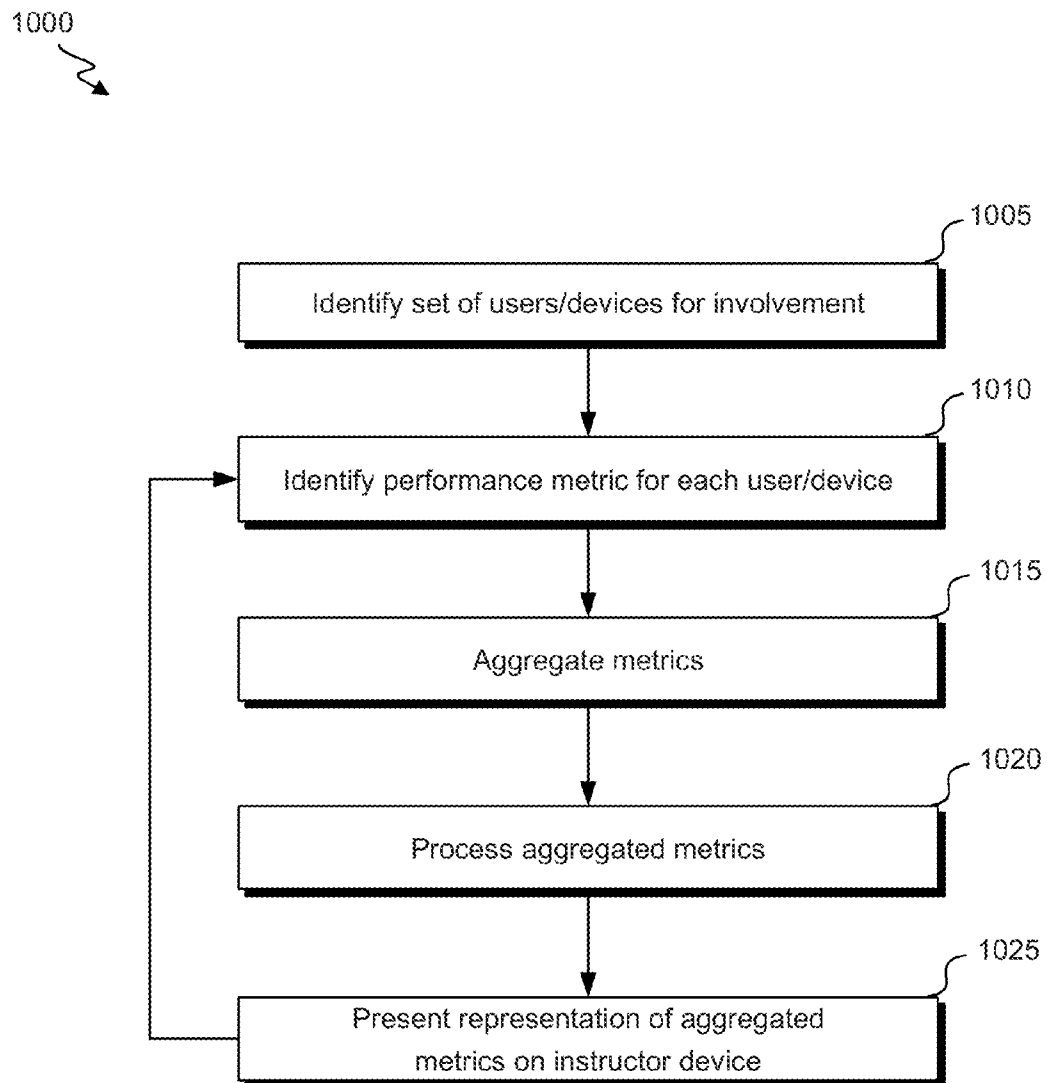 1000
1005
Identify set of users/devices for involvement
1010
Identify performance metric for each user/device
1015
Aggregate metrics
1020
Process aggregated metrics
1025
Present representation of aggregated
metrics on instructor device